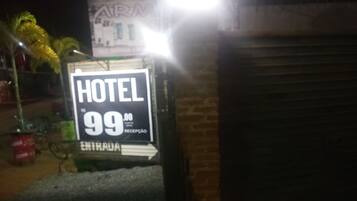 HOTEL
R$ 99,00
RECEPÇÃO
ENTRADA